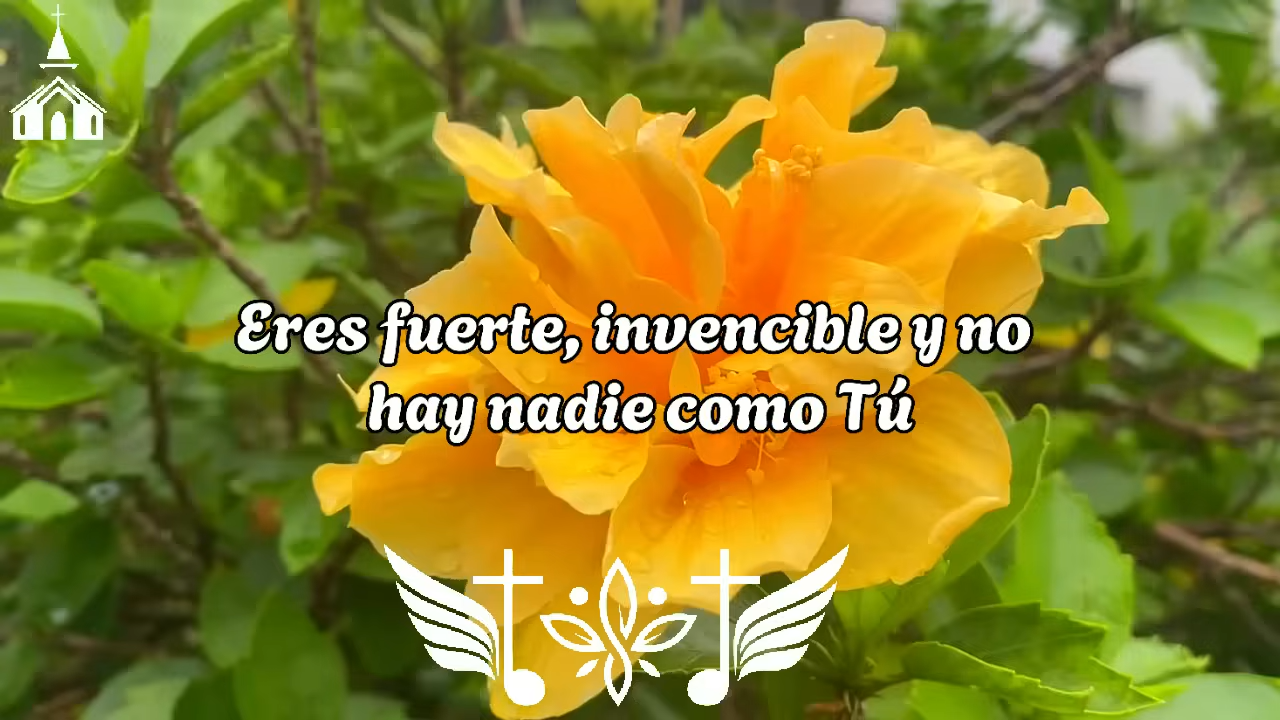 Eres fuerte, invencible y no
hay nadie como Tú